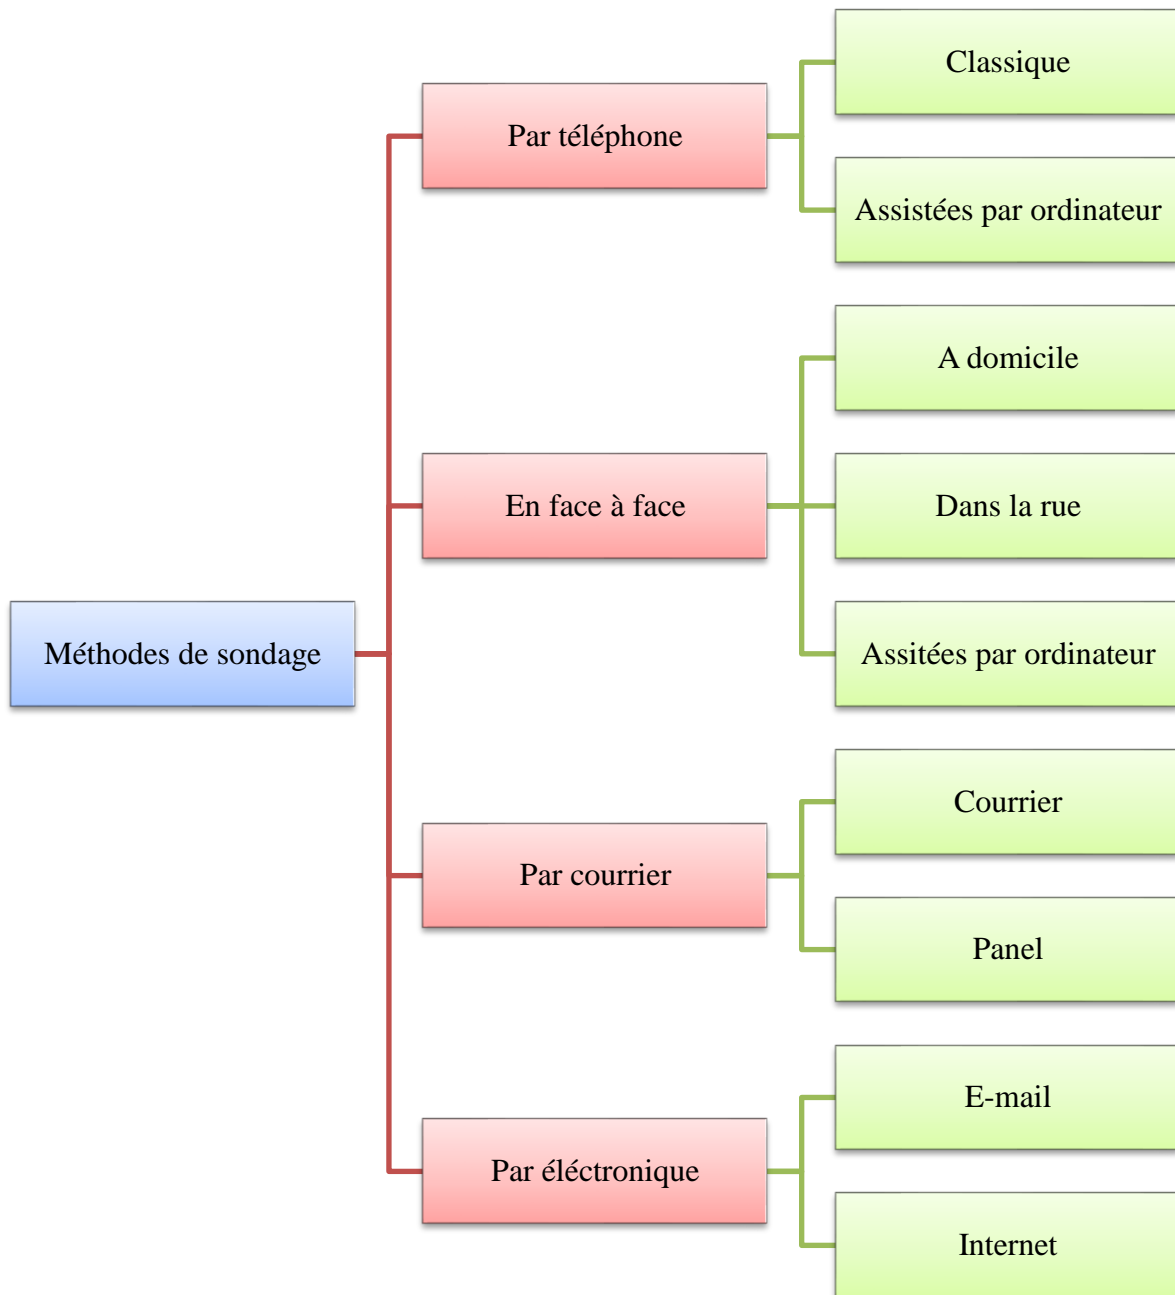 Méthodes de sondage
Par téléphone
Classique
Assistées par ordinateur
En face à face
A domicile
Dans la rue
Assitées par ordinateur
Par courrier
Courrier
Panel
Par éléctronique
E-mail
Internet